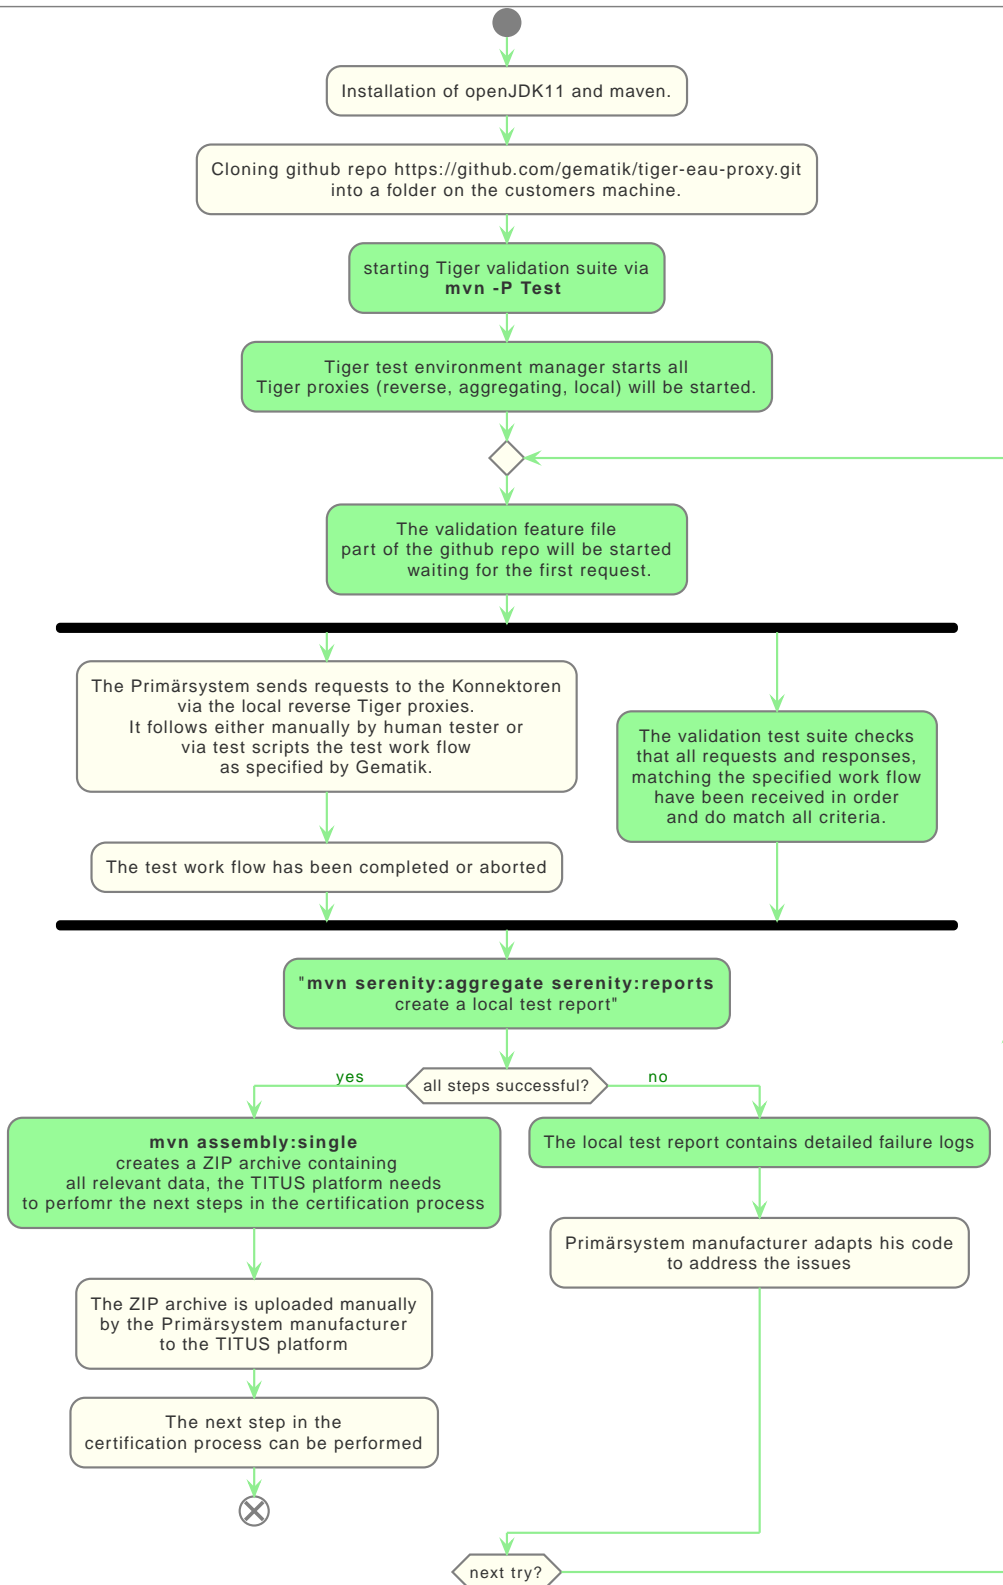 Installation of openJDK11 and maven.
Cloning github repo https://github.com/gematik/tiger-eau-proxy.git
into a folder on the customers machine.
starting Tiger validation suite via
mvn -P Test
Tiger test environment manager starts all
Tiger proxies (reverse, aggregating, local) will be started.
The validation feature file
part of the github repo will be started
waiting for the first request.
The Primärsystem sends requests to the Konnektoren
via the local reverse Tiger proxies.
It follows either manually by human tester or
via test scripts the test work flow
as specified by Gematik.
The test work flow has been completed or aborted
The validation test suite checks
that all requests and responses,
matching the specified work flow
have been received in order
and do match all criteria.
"mvn serenity:aggregate serenity:reports
create a local test report"
all steps successful?
yes
no
mvn assembly:single
creates a ZIP archive containing
all relevant data, the TITUS platform needs
to perfomr the next steps in the certification process
The ZIP archive is uploaded manually
by the Primärsystem manufacturer
to the TITUS platform
The next step in the
certification process can be performed
The local test report contains detailed failure logs
Primärsystem manufacturer adapts his code
to address the issues
next try?